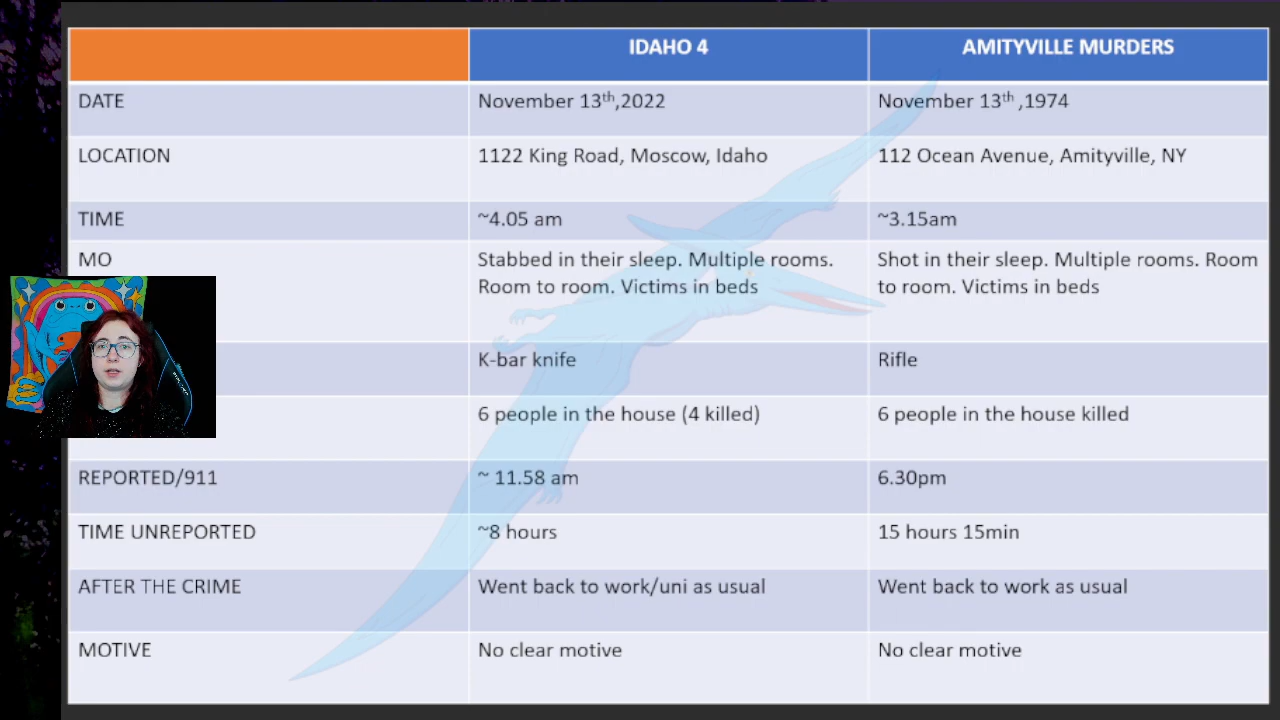 IDAHO 4 AMITYVILLE MURDERS
DATE November 13th,2022 November 13th ,1974
LOCATION 1122 King Road, Moscow, Idaho 112 Ocean Avenue, Amityville, NY
TIME ~4.05 am ~3.15am
MO Stabbed in their sleep. Multiple rooms. Room to room. Victims in beds Shot in their sleep. Multiple rooms. Room to room. Victims in beds
K-bar knife Rifle
6 people in the house (4 killed) 6 people in the house killed
REPORTED/911 ~ 11.58 am 6.30pm
TIME UNREPORTED ~8 hours 15 hours 15min
AFTER THE CRIME Went back to work/uni as usual Went back to work as usual
MOTIVE No clear motive No clear motive